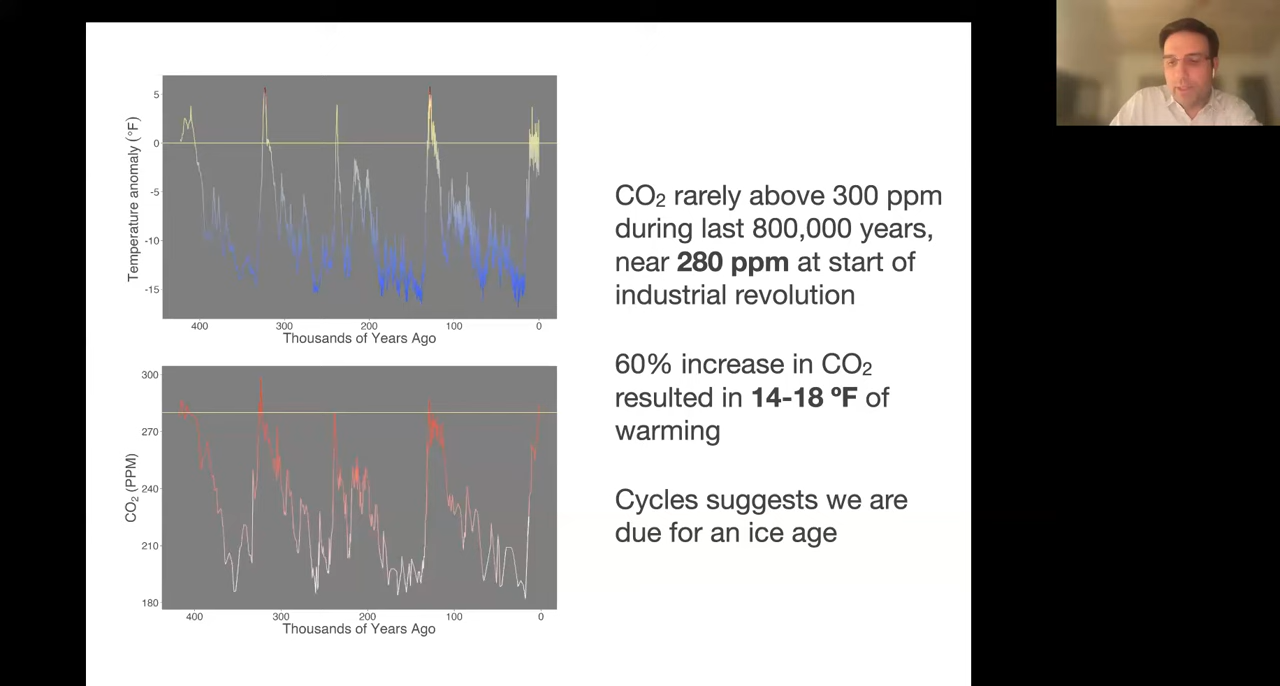 5
0
-5
-10
-15
Temperature anomaly (°F)
400 300 200 100 0
Thousands of Years Ago
300
270
240
210
180
CO₂ (PPM)
400 300 200 100 0
Thousands of Years Ago
CO₂ rarely above 300 ppm
during last 800,000 years,
near 280 ppm at start of
industrial revolution
60% increase in CO₂
resulted in 14-18 ºF of
warming
Cycles suggests we are
due for an ice age